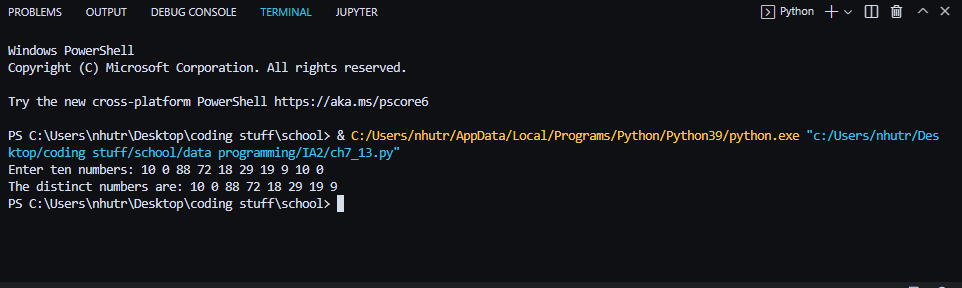 PROBLEMS OUTPUT DEBUG CONSOLE TERMINAL JUPYTER Python
Windows PowerShell
Copyright (C) Microsoft Corporation. All rights reserved.
Try the new cross-platform PowerShell https://aka.ms/pscore6
PS C:\Users\nhutr\Desktop\coding stuff\school> & C:/Users/nhutr/AppData/Local/Programs/Python/Python39/python.exe "c:/Users/nhutr/Des
ktop/coding stuff/school/data programming/IA2/ch7_13.py"
Enter ten numbers: 10 0 88 72 18 29 19 9 10 0
The distinct numbers are: 10 0 88 72 18 29 19 9
PS C:\Users\nhutr\Desktop\coding stuff\school>